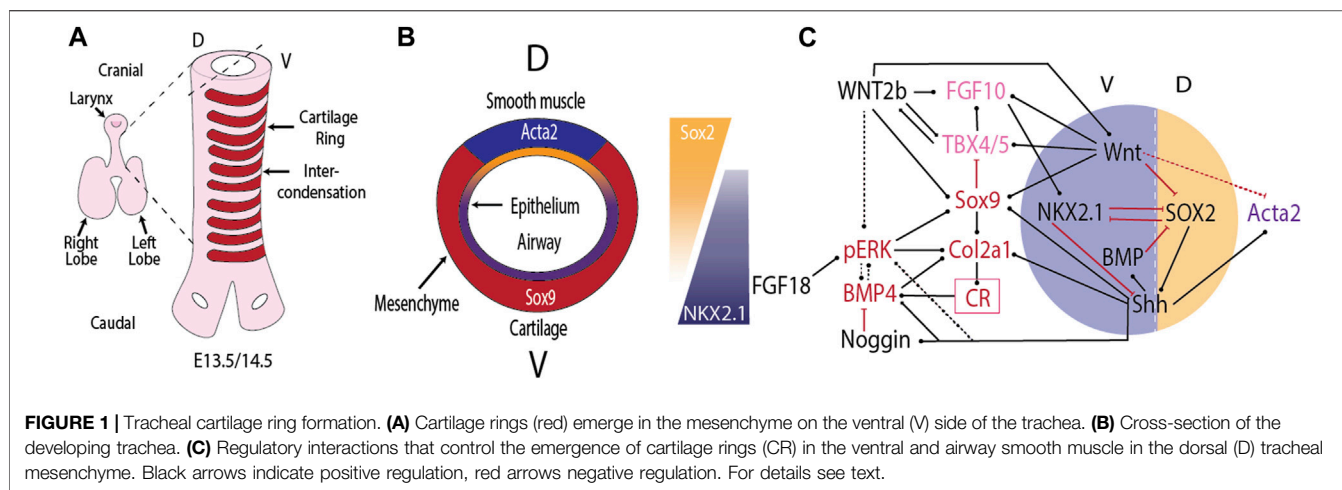 A
D
V
Cranial
Larynx
Cartilage
Ring
Inter-
condensation
Right
Lobe
Left
Lobe
Caudal
E13.5/14.5
B
D
Smooth muscle
Acta2
Epithelium
Airway
Mesenchyme
Sox9
Cartilage
V
Sox2
NKX2.1
C
V
D
WNT2b
FGF10
TBX4/5
Wnt
Sox9
NKX2.1
SOX2
Acta2
pERK
Col2a1
BMP
FGF18
BMP4
CR
Shh
Noggin
FIGURE 1 | Tracheal cartilage ring formation. (A) Cartilage rings (red) emerge in the mesenchyme on the ventral (V) side of the trachea. (B) Cross-section of the
developing trachea. (C) Regulatory interactions that control the emergence of cartilage rings (CR) in the ventral and airway smooth muscle in the dorsal (D) tracheal
mesenchyme. Black arrows indicate positive regulation, red arrows negative regulation. For details see text.